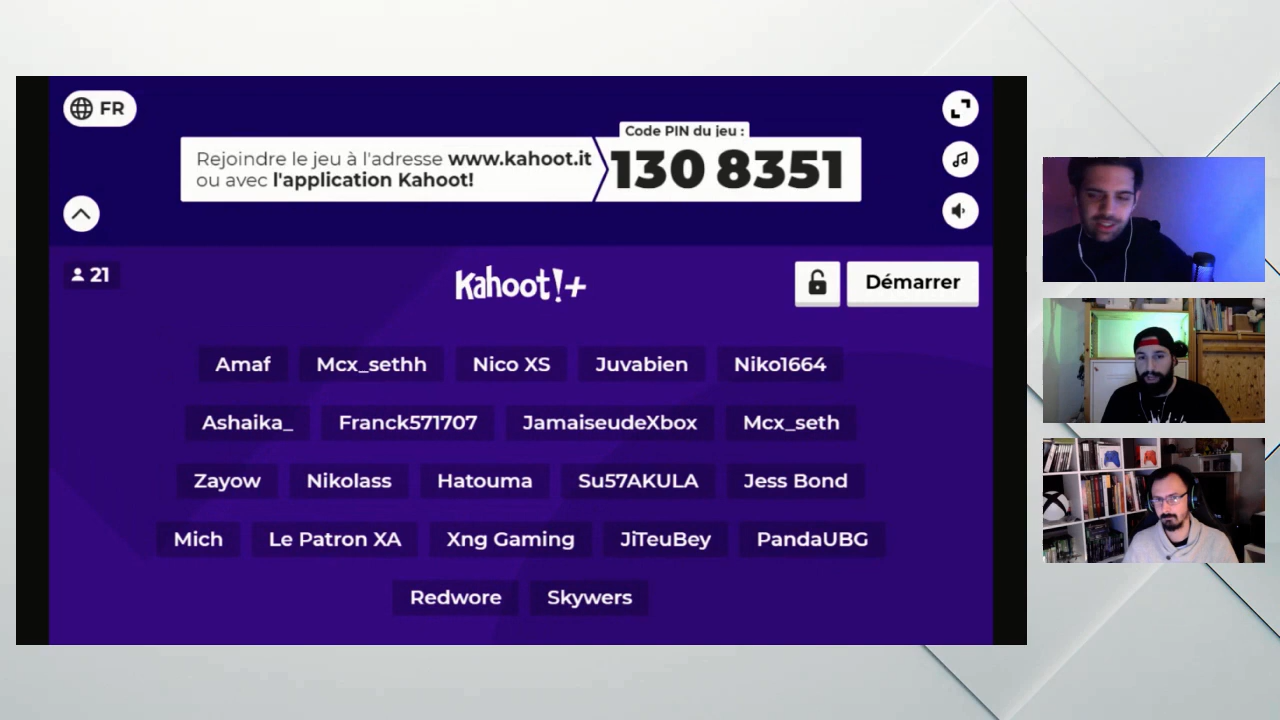 FR
Code PIN du jeu :
Rejoindre le jeu à l'adresse www.kahoot.it
ou avec l'application Kahoot!
130 8351
21
Kahoot!+
Démarrer
Amaf Mcx_sethh Nico XS Juvabien Niko1664
Ashaika_ Franck571707 JamaiseudeXbox Mcx_seth
Zayow Nikolass Hatouma Su57AKULA Jess Bond
Mich Le Patron XA Xng Gaming JiTeuBey PandaUBG
Redwore Skywers